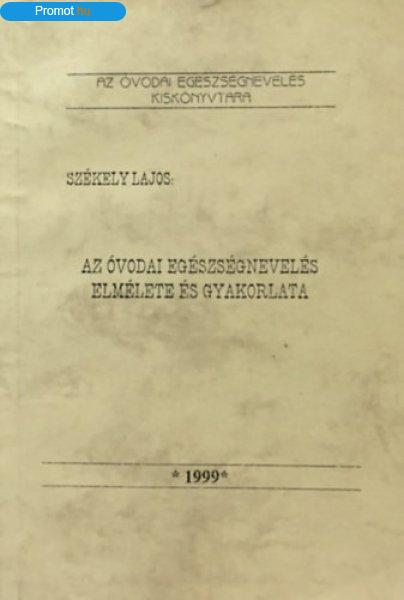 Promot.hu
AZ ÓVODAI EGÉSZSÉGNEVELÉS
KISKÖNYVTÁRA
SZÉKELY LAJOS:
AZ ÓVODAI EGÉSZSÉGNEVELÉS
ELMÉLETE ÉS GYAKORLATA
* 1999*